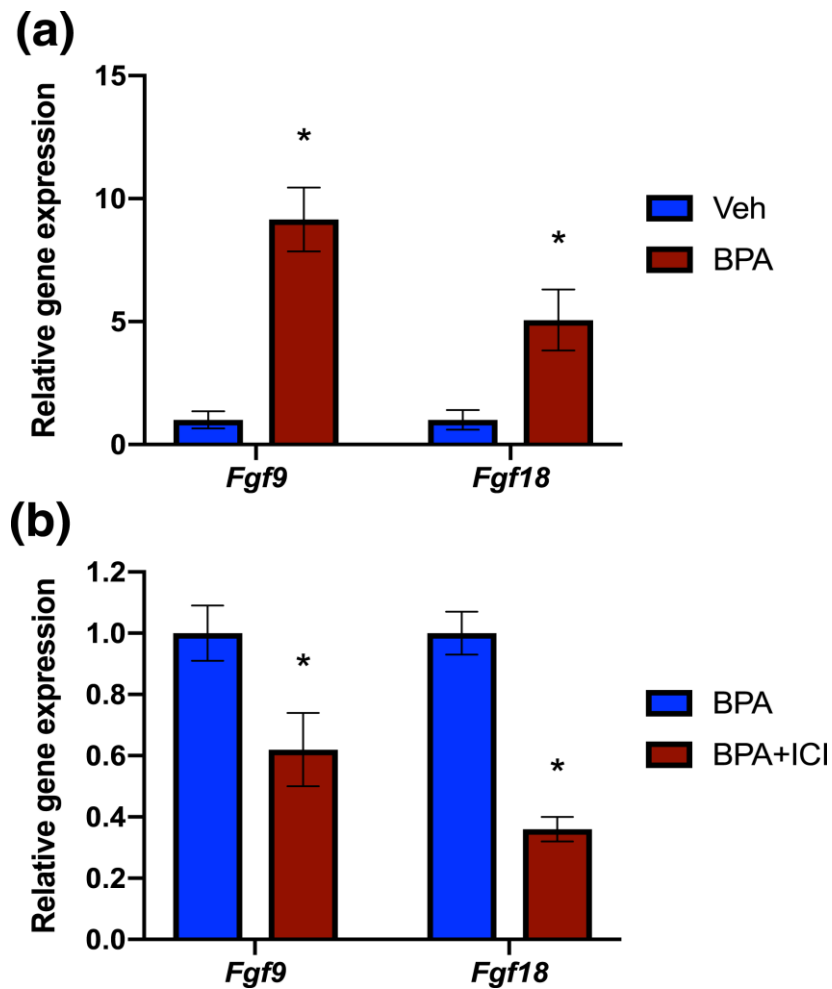 (a)
Relative gene expression
15
10
5
0
*
*
Fgf9
Fgf18
Veh
BPA
(b)
Relative gene expression
1.2
1.0
0.8
0.6
0.4
0.2
0.0
*
*
Fgf9
Fgf18
BPA
BPA+ICI